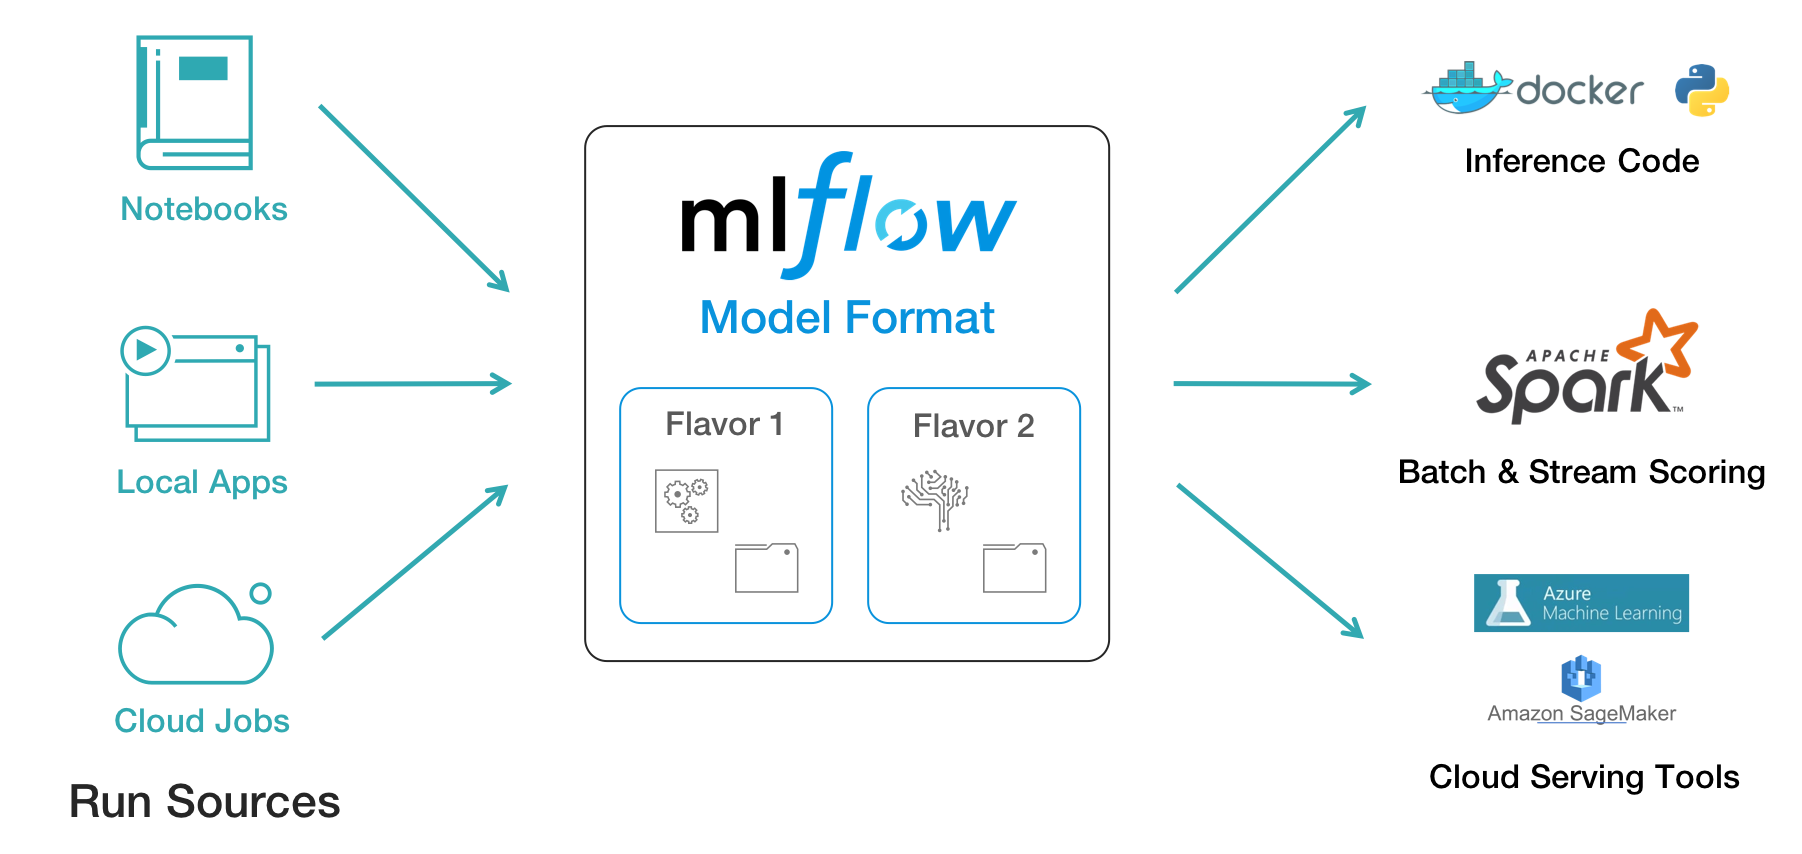 Notebooks
Local Apps
Cloud Jobs
Run Sources
mlflow
Model Format
Flavor 1
Flavor 2
docker
Inference Code
APACHE
Spark™
Batch & Stream Scoring
Azure
Machine Learning
Amazon SageMaker
Cloud Serving Tools